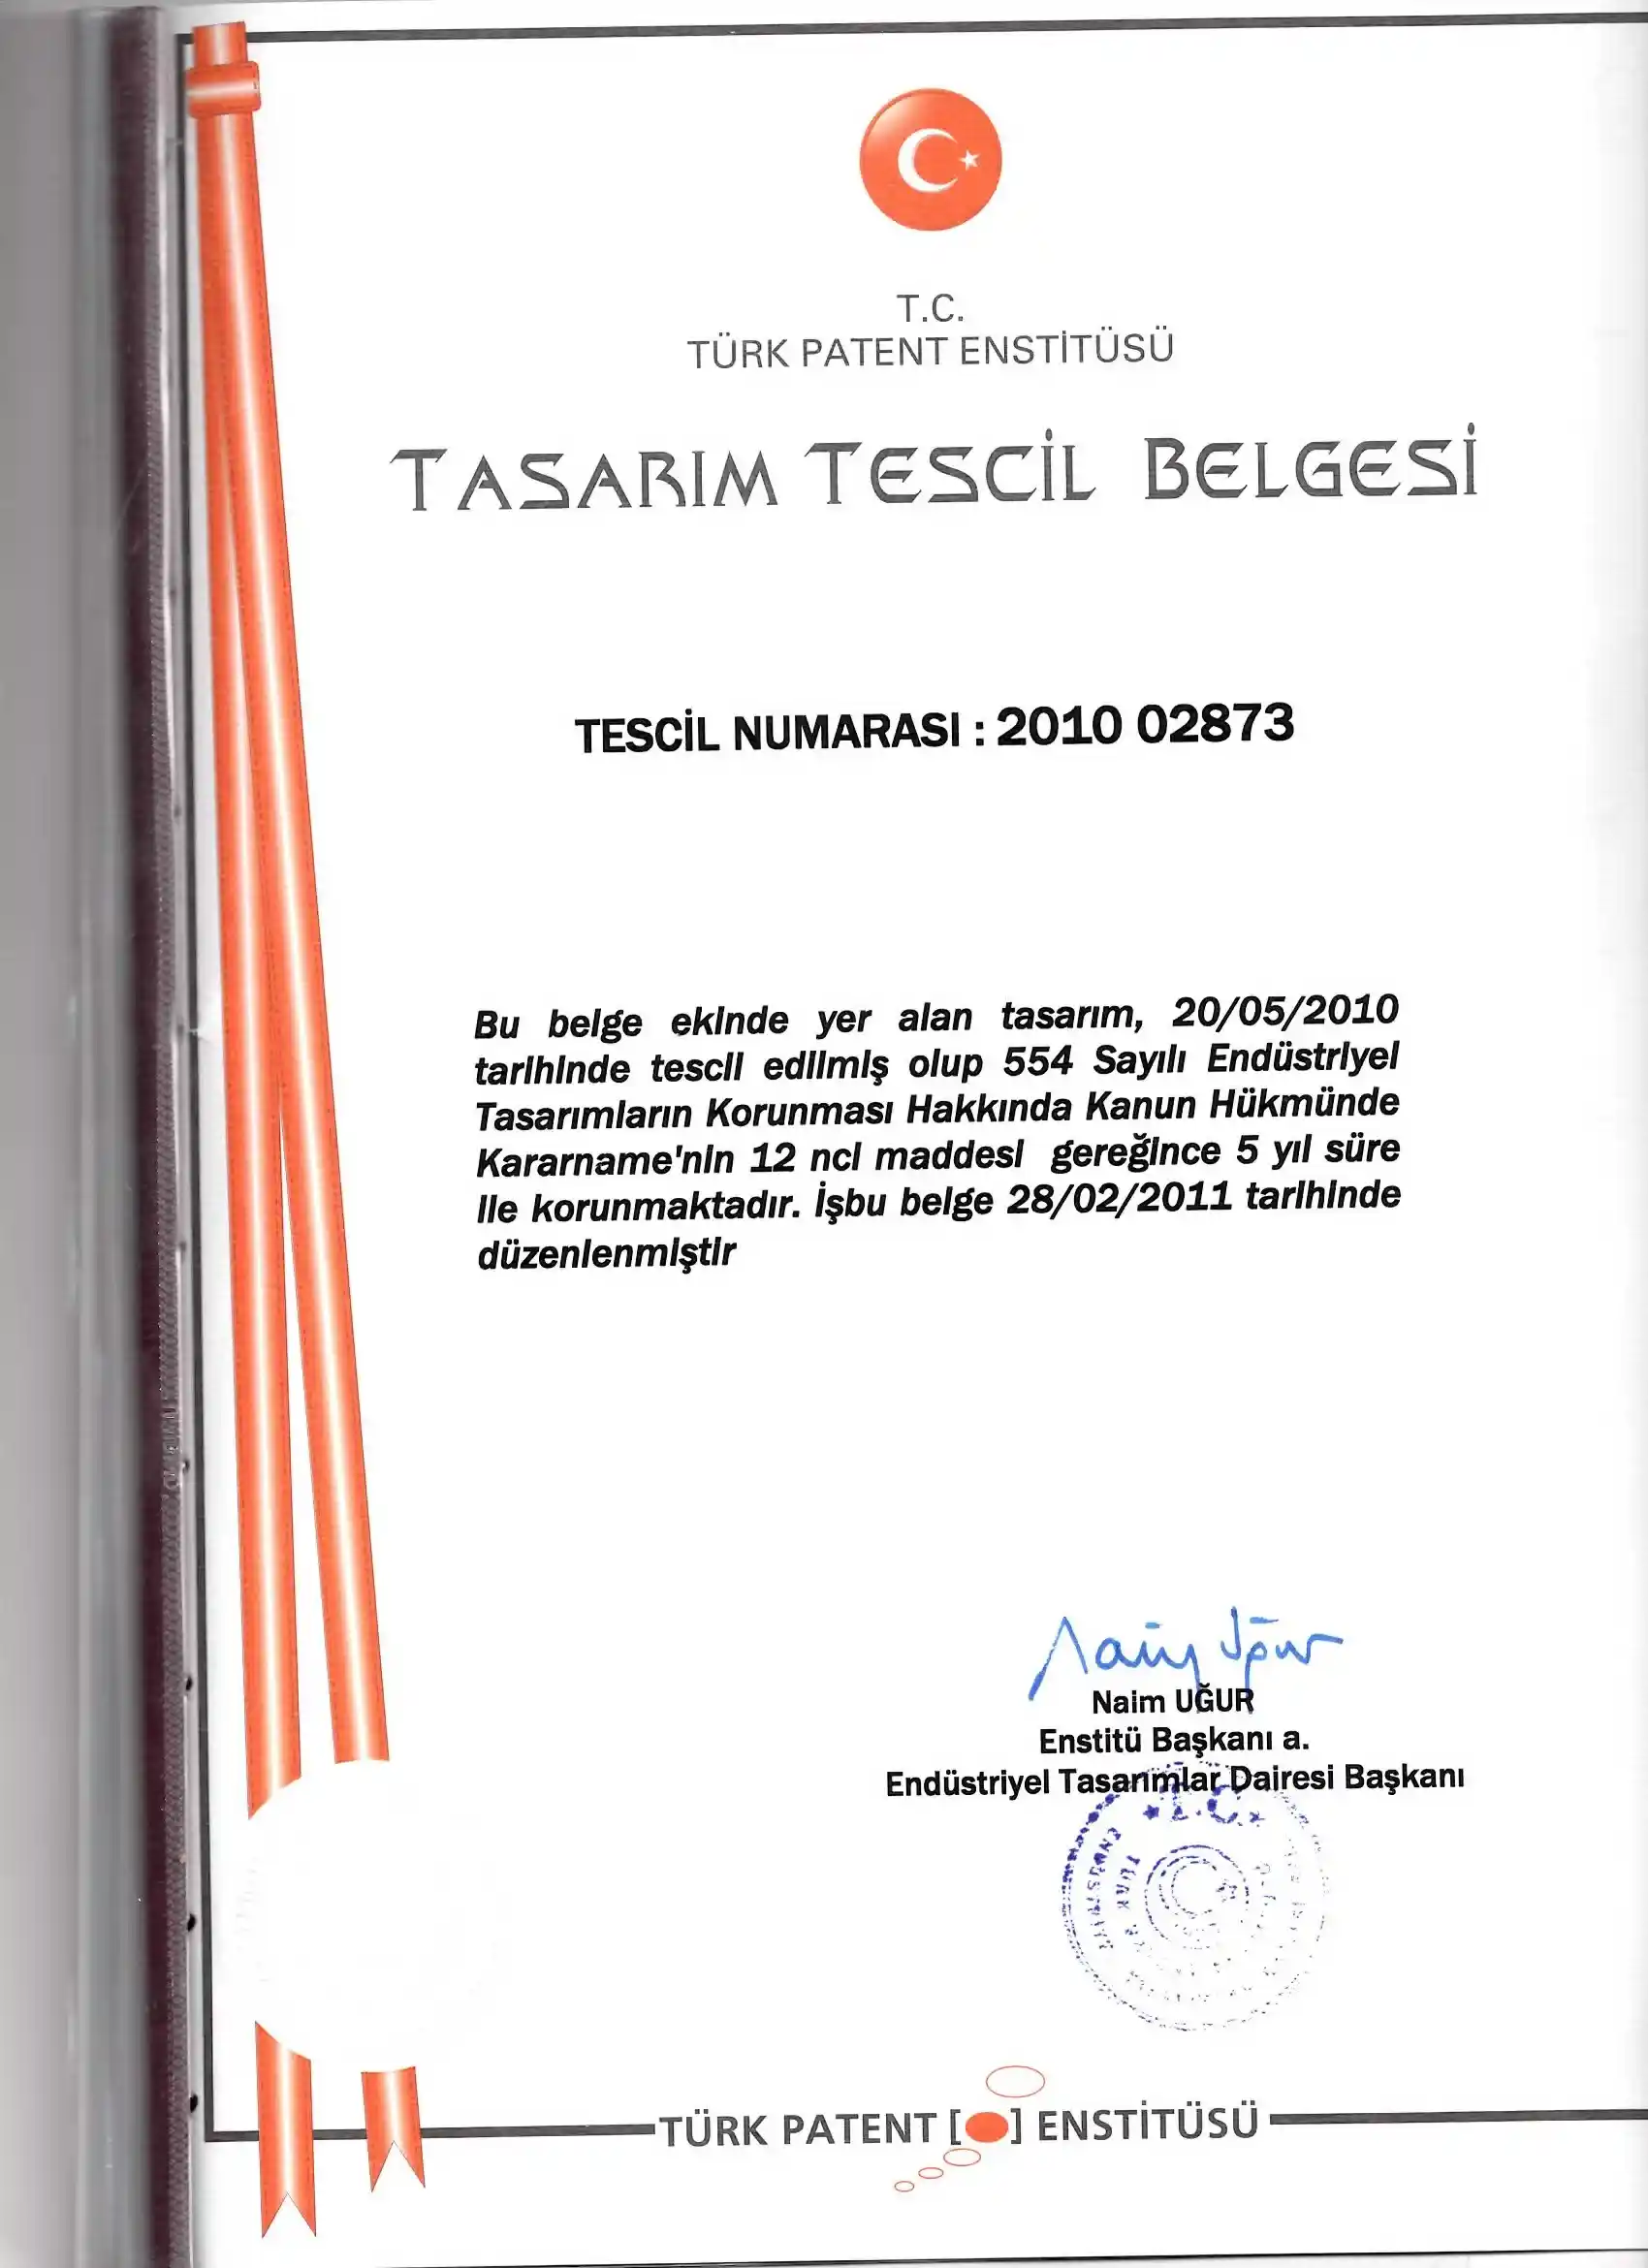 T.C.
TÜRK PATENT ENSTİTÜSÜ
TASARIM TESCİL BELGESİ
TESCİL NUMARASI : 2010 02873
Bu belge ekinde yer alan tasarım, 20/05/2010
tarihinde tescil edilmiş olup 554 Sayılı Endüstriyel
Tasarımların Korunması Hakkında Kanun Hükmünde
Kararname'nin 12 nci maddesi gereğince 5 yıl süre
ile korunmaktadır. İşbu belge 28/02/2011 tarihinde
düzenlenmiştir
Naim Uğur
Naim UĞUR
Enstitü Başkanı a.
Endüstriyel Tasarımlar Dairesi Başkanı
T.C.
TÜRK
TÜRK PATENT [●] ENSTİTÜSÜ